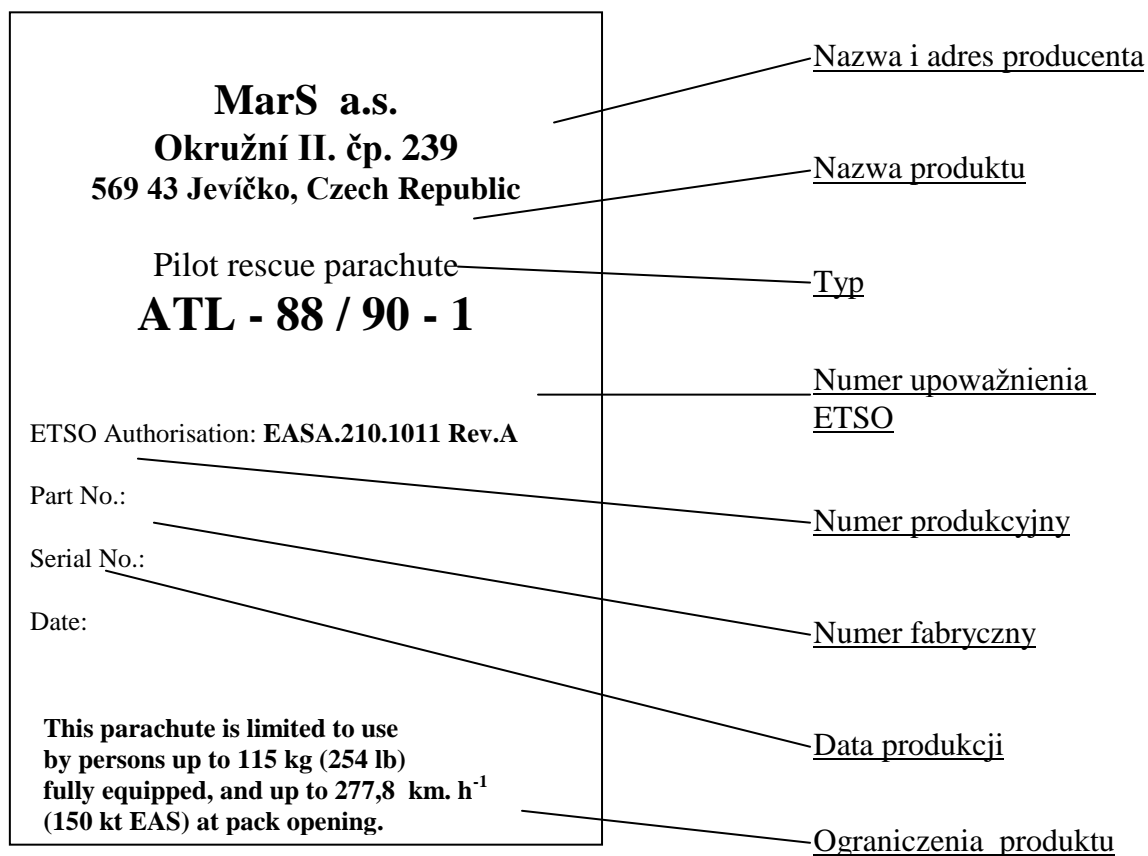 MarS a.s.
Okružní II. čp. 239
569 43 Jevíčko, Czech Republic
Pilot rescue parachute
ATL - 88 / 90 - 1
ETSO Authorisation: EASA.210.1011 Rev.A
Part No.:
Serial No.:
Date:
This parachute is limited to use
by persons up to 115 kg (254 lb)
fully equipped, and up to 277,8 km. h⁻¹
(150 kt EAS) at pack opening.
Nazwa i adres producenta
Nazwa produktu
Typ
Numer upoważnienia
ETSO
Numer produkcyjny
Numer fabryczny
Data produkcji
Ograniczenia produktu